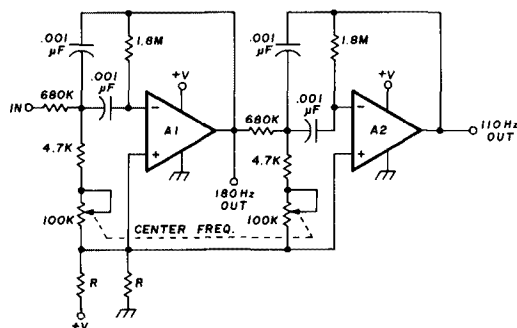 .001
µF
1.8M
.001
µF
+V
680K
IN
A1
4.7K
100K
180Hz
OUT
CENTER FREQ.
R
+V
R
.001
µF
1.8M
.001
µF
+V
680K
A2
4.7K
100K
110Hz
OUT